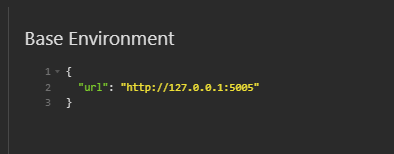 Base Environment
1 {
2 "url": "http://127.0.0.1:5005"
3 }